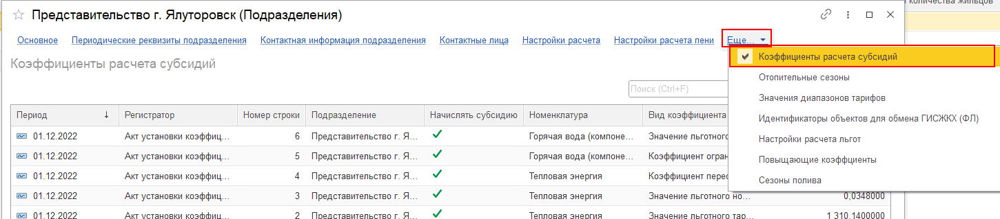 количества жильцов
Представительство г. Ялуторовск (Подразделения)
Основное Периодические реквизиты подразделения Контактная информация подразделения Контактные лица Настройки расчета Настройки расчета пени Еще...
Коэффициенты расчета субсидий
Коэффициенты расчета субсидий
Отопительные сезоны
Значения диапазонов тарифов
Идентификаторы объектов для обмена ГИСЖКХ (ФЛ)
Настройки расчета льгот
Повыщающие коэффциенты
Сезоны полива
Поиск (Ctrl+F)
Период ↓ Регистратор Номер строки Подразделение Начислять субсидию Номенклатура Вид коэффициента
01.12.2022 Акт установки коэффиц... 6 Представительство г. Я... Горячая вода (компоне... Значение льготного
01.12.2022 Акт установки коэффиц... 5 Представительство г. Я... Горячая вода (компоне... Коэффициент огран
01.12.2022 Акт установки коэффиц... 4 Представительство г. Я... Тепловая энергия Коэффициент перес
01.12.2022 Акт установки коэффиц... 3 Представительство г. Я... Тепловая энергия Значение льготного но... 0,0348000
01.12.2022 Акт установки коэффиц... 2 Представительство г. Я... Тепловая энергия Значение льготного тар... 1 310,1400000